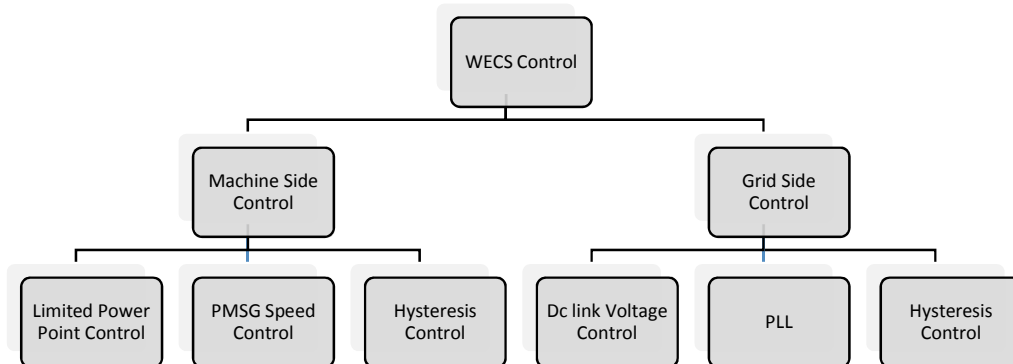 WECS Control
Machine Side
Control
Grid Side
Control
Limited Power
Point Control
PMSG Speed
Control
Hysteresis
Control
Dc link Voltage
Control
PLL
Hysteresis
Control